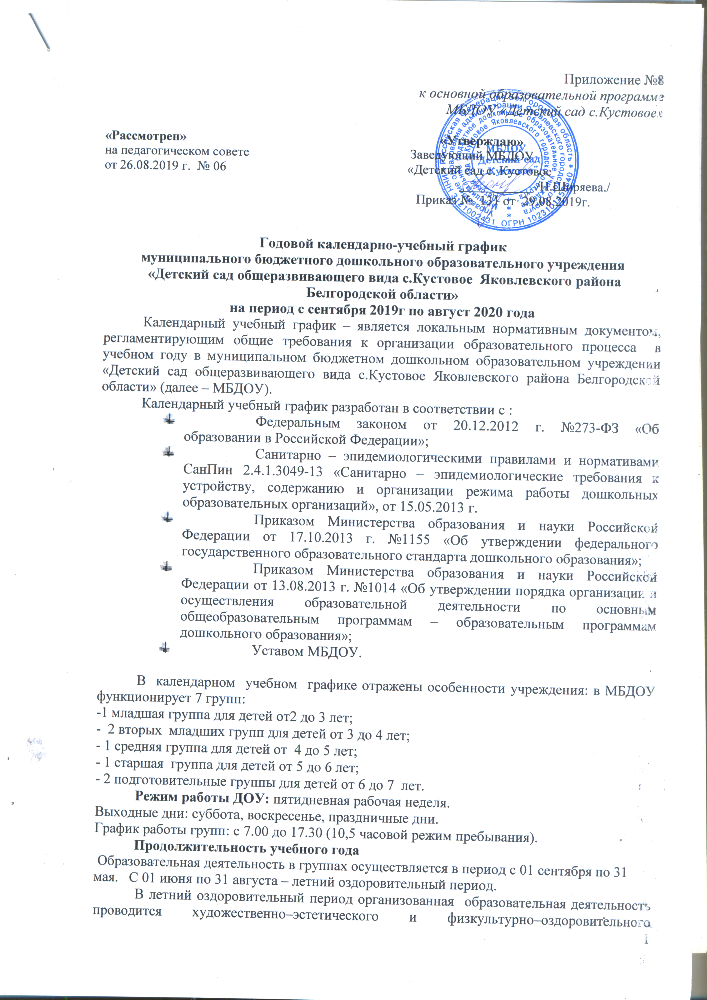 Приложение №8
к основной образовательной программе
МБДОУ «Детский сад с.Кустовое»
«Рассмотрен»
на педагогическом совете
от 26.08.2019 г.  № 06
«Утверждаю»
Заведующий МБДОУ
«Детский сад с. Кустовое
/Н.Ширяева./
Приказ № 131 от 29.08.2019г.
МБДОУ
Детский сад
с.Кустовое
ИНН 3121002431 ОГРН
Годовой календарно-учебный график
муниципального бюджетного дошкольного образовательного учреждения
«Детский сад общеразвивающего вида с.Кустовое  Яковлевского района
Белгородской области»
на период с сентября 2019г по август 2020 года
Календарный учебный график – является локальным нормативным документом,
регламентирующим общие требования к организации образовательного процесса  в
учебном году в муниципальном бюджетном дошкольном образовательном учреждении
«Детский сад общеразвивающего вида с.Кустовое Яковлевского района Белгородской
области» (далее – МБДОУ).
Календарный учебный график разработан в соответствии с :
Федеральным законом от 20.12.2012 г. №273-ФЗ «Об
образовании в Российской Федерации»;
Санитарно – эпидемиологическими правилами и нормативами
СанПин 2.4.1.3049-13 «Санитарно – эпидемиологические требования к
устройству, содержанию и организации режима работы дошкольных
образовательных организаций», от 15.05.2013 г.
Приказом Министерства образования и науки Российской
Федерации от 17.10.2013 г. №1155 «Об утверждении федерального
государственного образовательного стандарта дошкольного образования»;
Приказом Министерства образования и науки Российской
Федерации от 13.08.2013 г. №1014 «Об утверждении порядка организации и
осуществления образовательной деятельности по основным
общеобразовательным программам – образовательным программам
дошкольного образования»;
Уставом МБДОУ.
В  календарном  учебном  графике отражены особенности учреждения: в МБДОУ
функционирует 7 групп:
-1 младшая группа для детей от2 до 3 лет;
-  2 вторых  младших групп для детей от 3 до 4 лет;
- 1 средняя группа для детей от  4 до 5 лет;
- 1 старшая  группа для детей от 5 до 6 лет;
- 2 подготовительные группы для детей от 6 до 7  лет.
Режим работы ДОУ: пятидневная рабочая неделя.
Выходные дни: суббота, воскресенье, праздничные дни.
График работы групп: с 7.00 до 17.30 (10,5 часовой режим пребывания).
Продолжительность учебного года
Образовательная деятельность в группах осуществляется в период с 01 сентября по 31
мая.   С 01 июня по 31 августа – летний оздоровительный период.
В летний оздоровительный период организованная  образовательная деятельность
проводится художественно–эстетического и физкультурно–оздоровительного
1